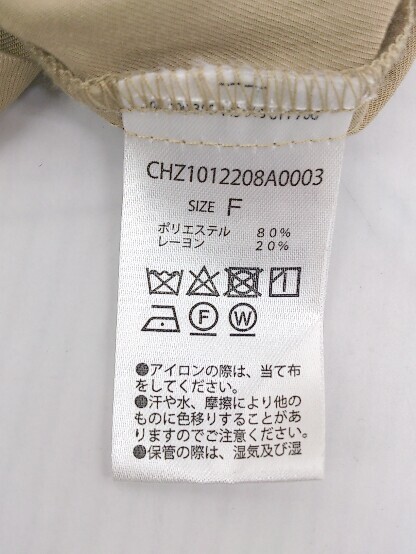 CHZ1012208A0003
SIZE F
ポリエステル 80%
レーヨン 20%
F W
●アイロンの際は、当て布
をしてください。
●汗や水、摩擦により他の
ものに色移りすることがあ
りますのでご注意ください。
●保管の際は、湿気及び湿